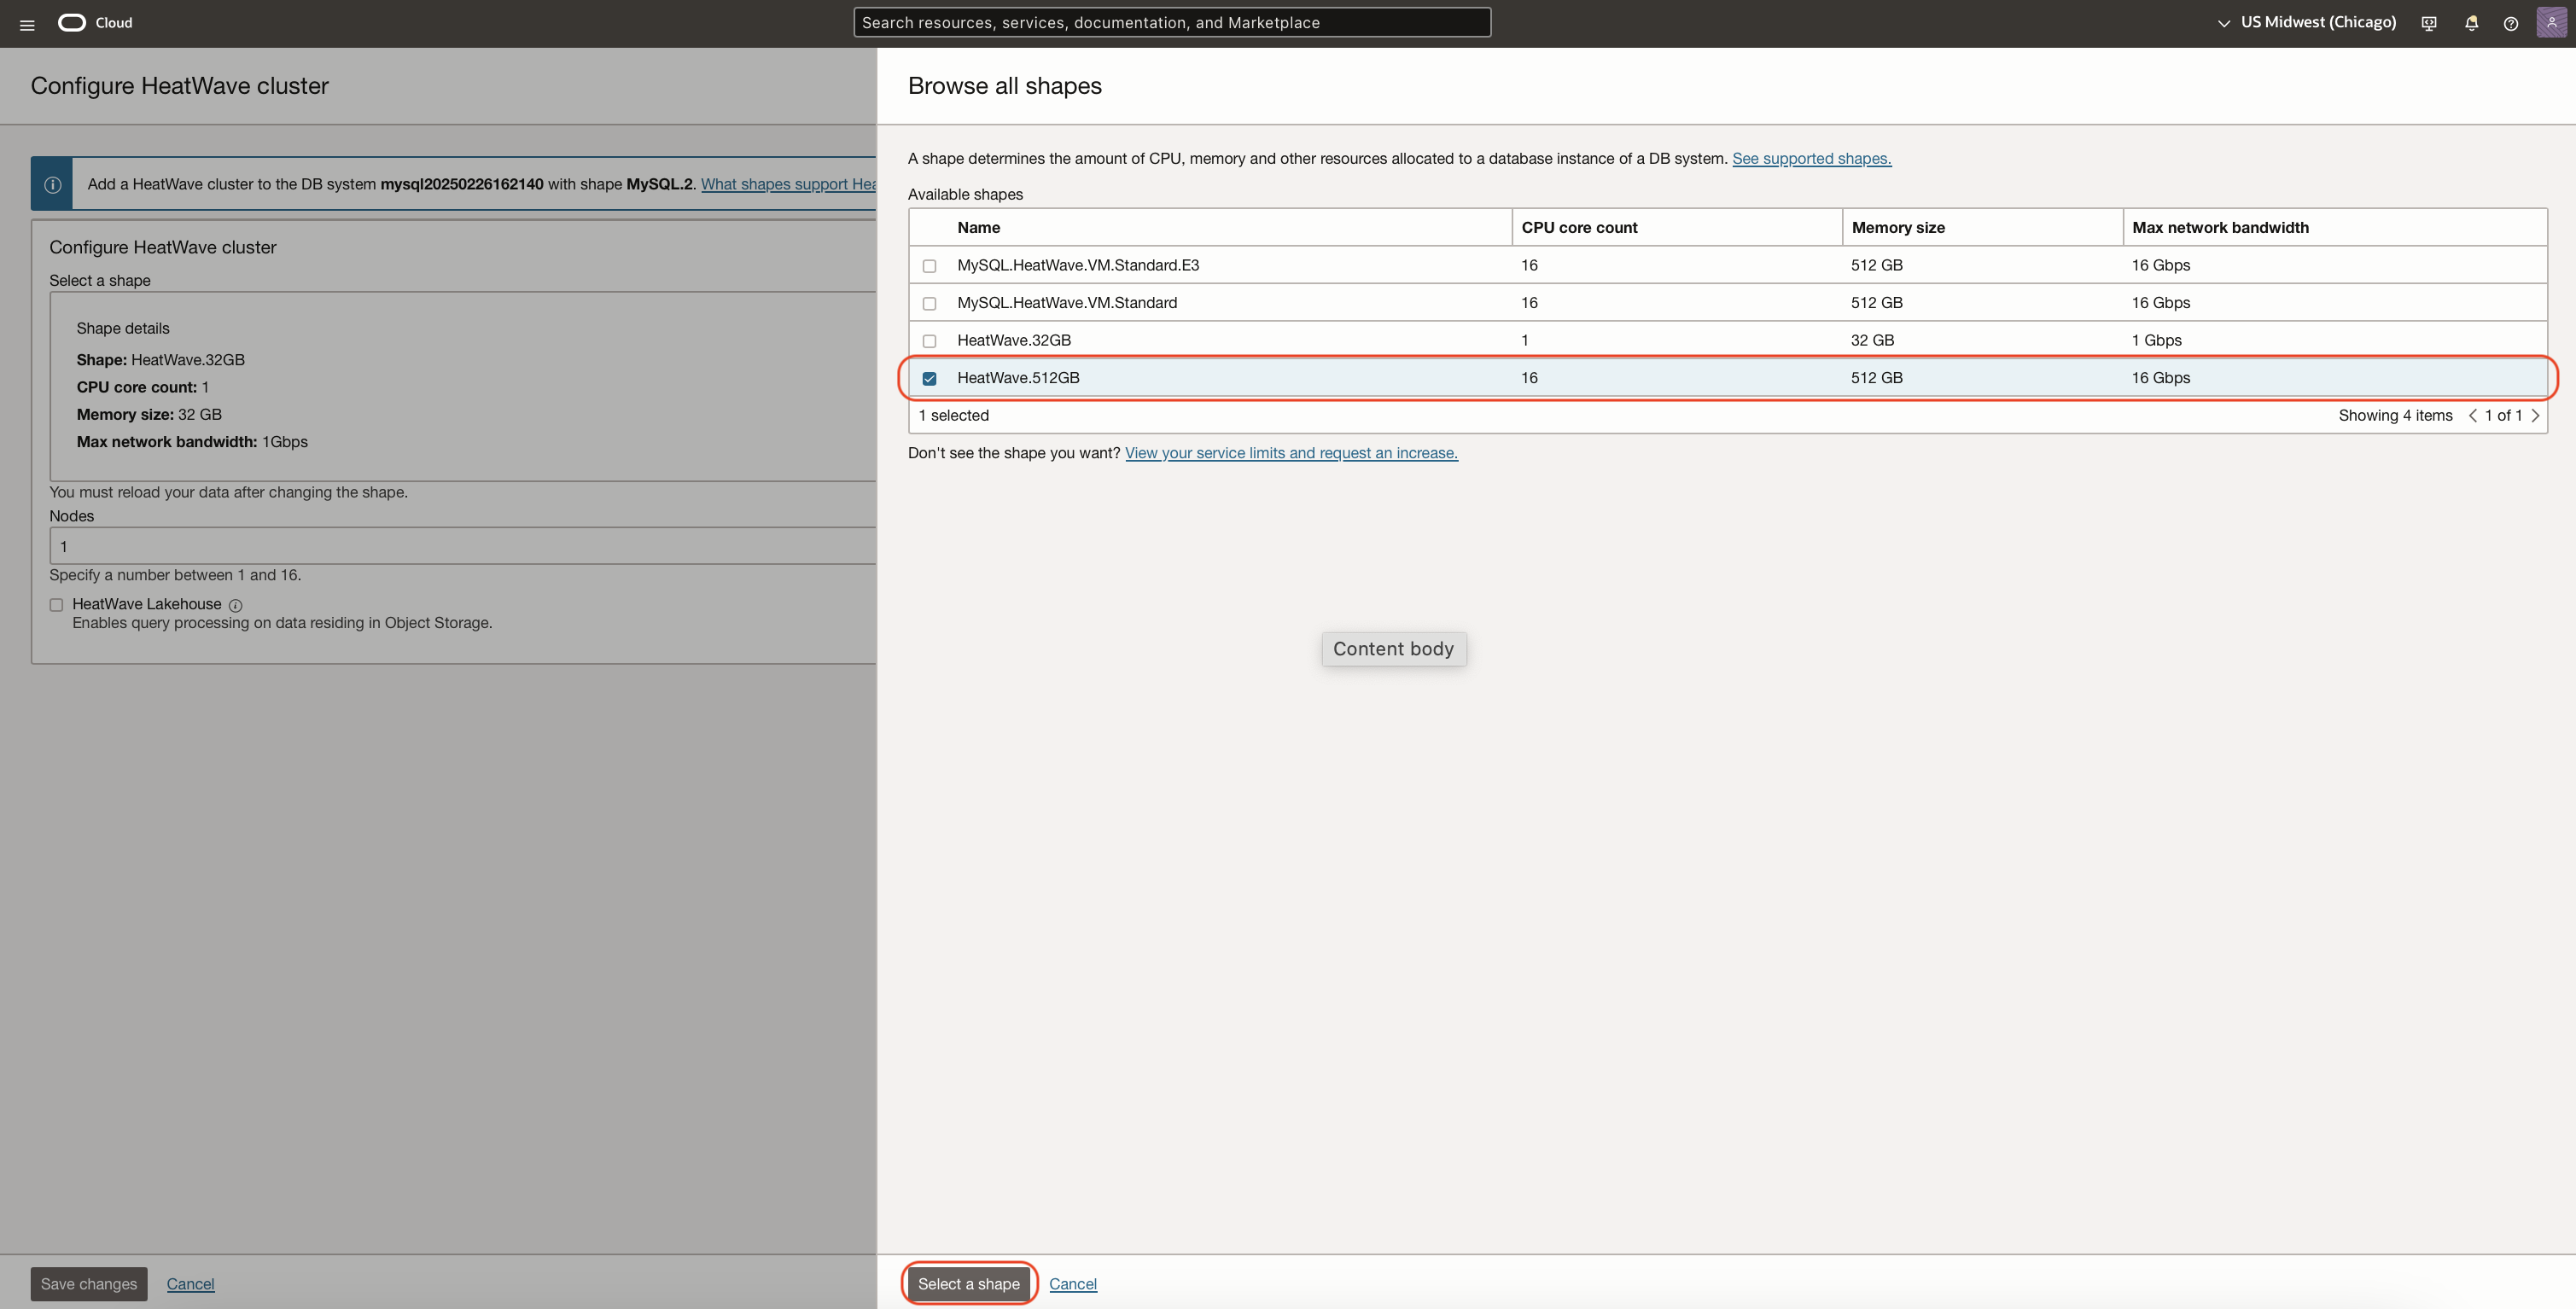 Cloud
Search resources, services, documentation, and Marketplace
US Midwest (Chicago)
Configure HeatWave cluster
Add a HeatWave cluster to the DB system mysql20250226162140 with shape MySQL.2. What shapes support Hea
Configure HeatWave cluster
Select a shape
Shape details
Shape: HeatWave.32GB
CPU core count: 1
Memory size: 32 GB
Max network bandwidth: 1Gbps
You must reload your data after changing the shape.
Nodes
1
Specify a number between 1 and 16.
HeatWave Lakehouse
Enables query processing on data residing in Object Storage.
Save changes Cancel
Browse all shapes
A shape determines the amount of CPU, memory and other resources allocated to a database instance of a DB system. See supported shapes.
Available shapes
Name CPU core count Memory size Max network bandwidth
MySQL.HeatWave.VM.Standard.E3 16 512 GB 16 Gbps
MySQL.HeatWave.VM.Standard 16 512 GB 16 Gbps
HeatWave.32GB 1 32 GB 1 Gbps
HeatWave.512GB 16 512 GB 16 Gbps
1 selected Showing 4 items 1 of 1
Don't see the shape you want? View your service limits and request an increase.
Content body
Select a shape Cancel